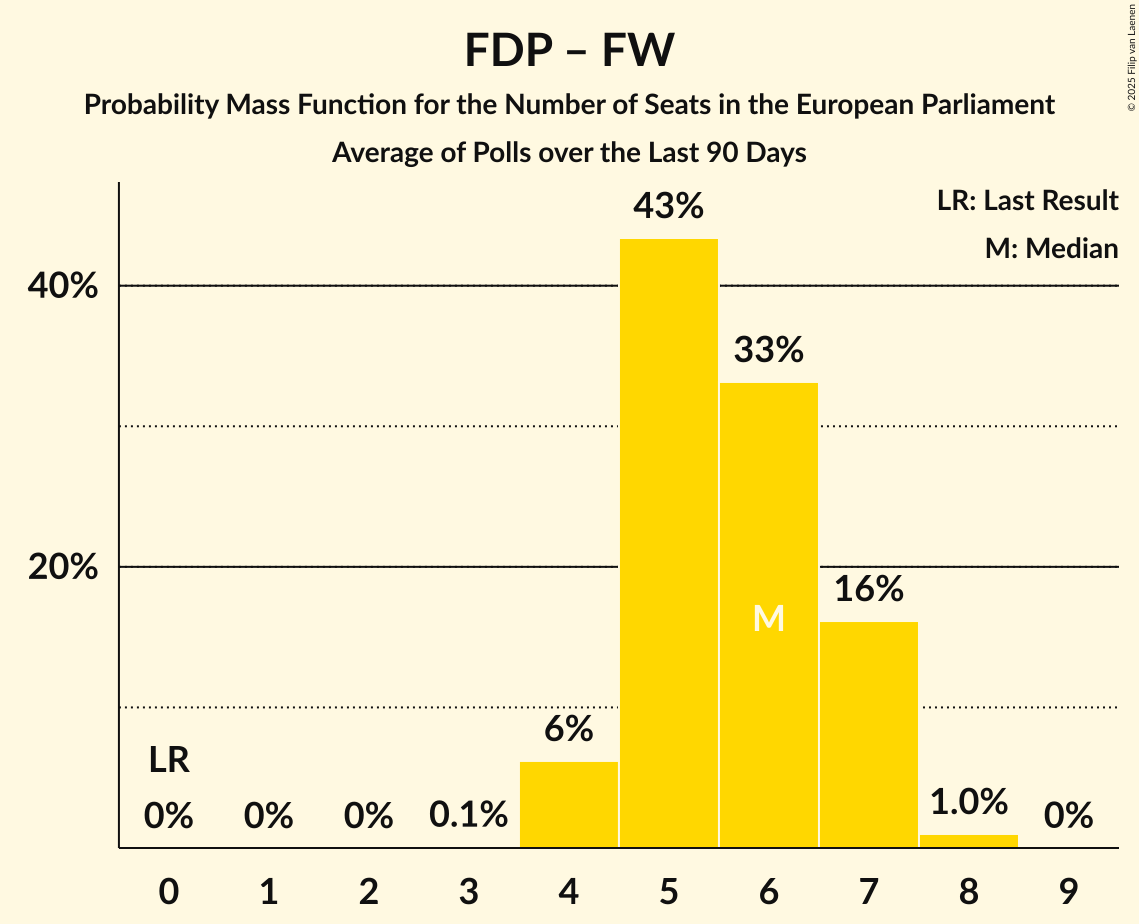 FDP – FW
Probability Mass Function for the Number of Seats in the European Parliament
Average of Polls over the Last 90 Days
© 2025 Filip van Laenen
LR: Last Result
M: Median
43%
40%
33%
20%
16%
M
6%
LR
0% 0% 0% 0.1% 1.0% 0%
0 1 2 3 4 5 6 7 8 9